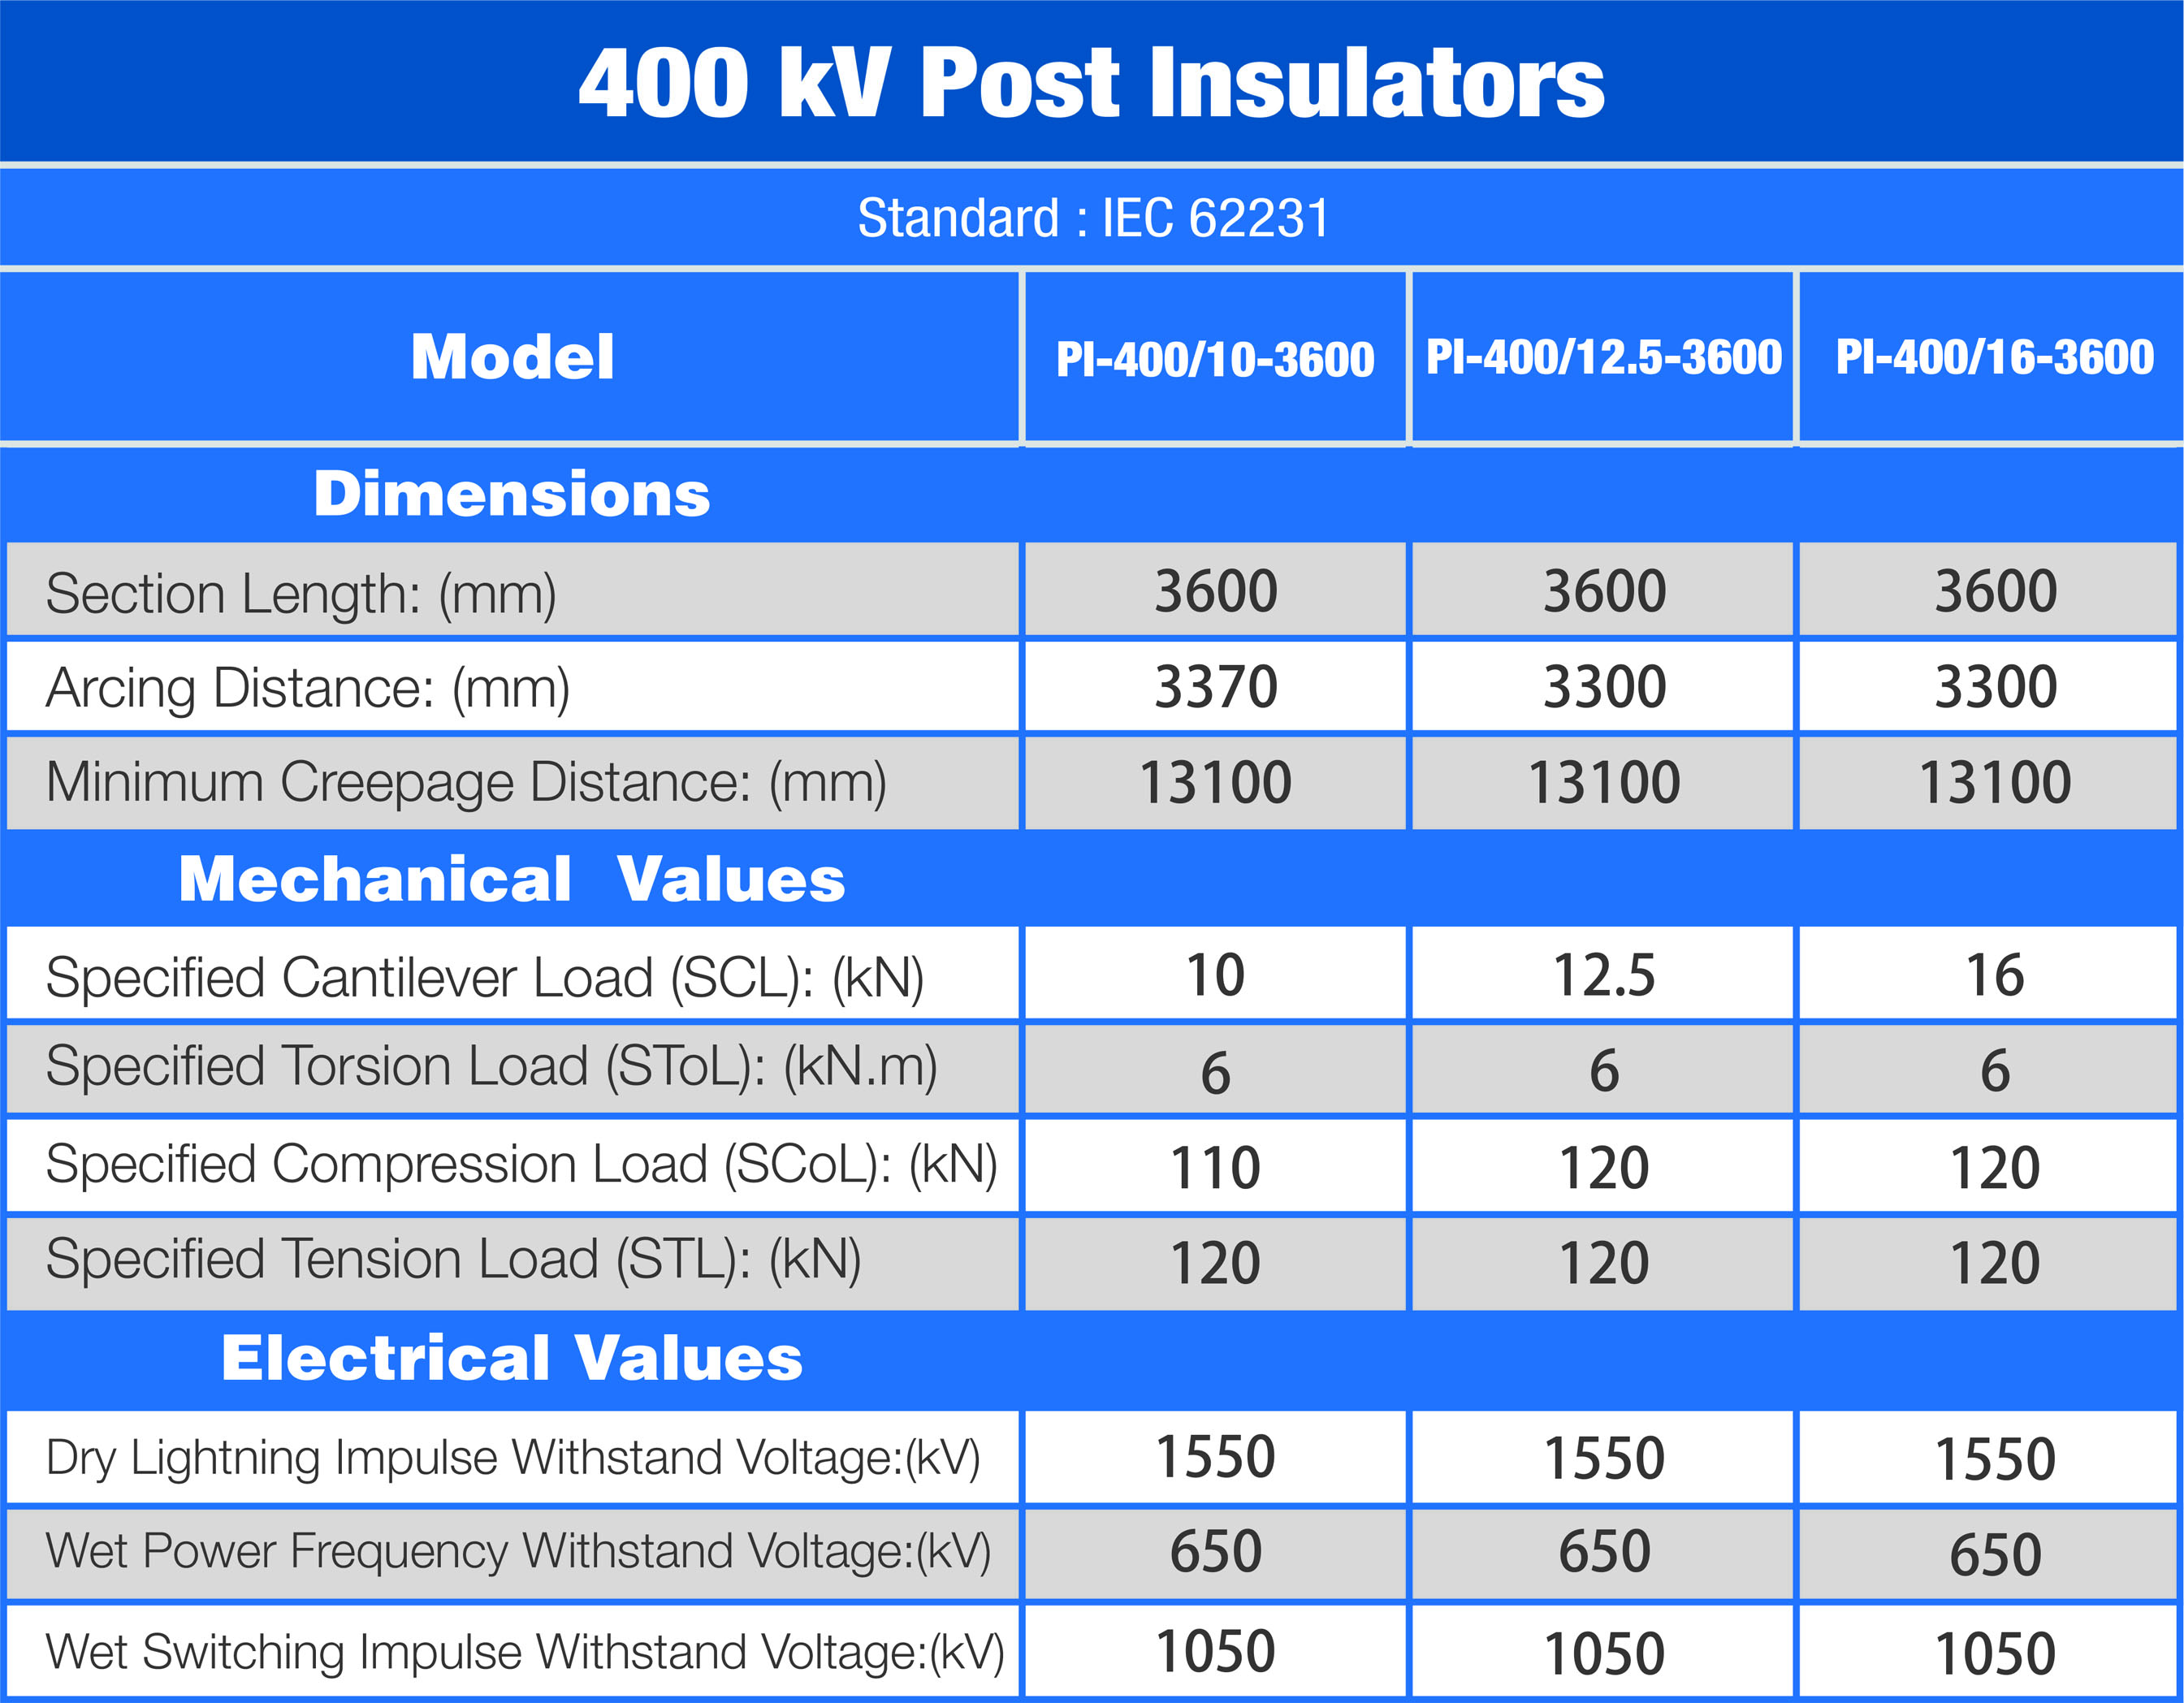 400 kV Post Insulators
Standard : IEC 62231
Model PI-400/10-3600 PI-400/12.5-3600 PI-400/16-3600
Dimensions
Section Length: (mm) 3600 3600 3600
Arcing Distance: (mm) 3370 3300 3300
Minimum Creepage Distance: (mm) 13100 13100 13100
Mechanical Values
Specified Cantilever Load (SCL): (kN) 10 12.5 16
Specified Torsion Load (SToL): (kN.m) 6 6 6
Specified Compression Load (SCoL): (kN) 110 120 120
Specified Tension Load (STL): (kN) 120 120 120
Electrical Values
Dry Lightning Impulse Withstand Voltage:(kV) 1550 1550 1550
Wet Power Frequency Withstand Voltage:(kV) 650 650 650
Wet Switching Impulse Withstand Voltage:(kV) 1050 1050 1050